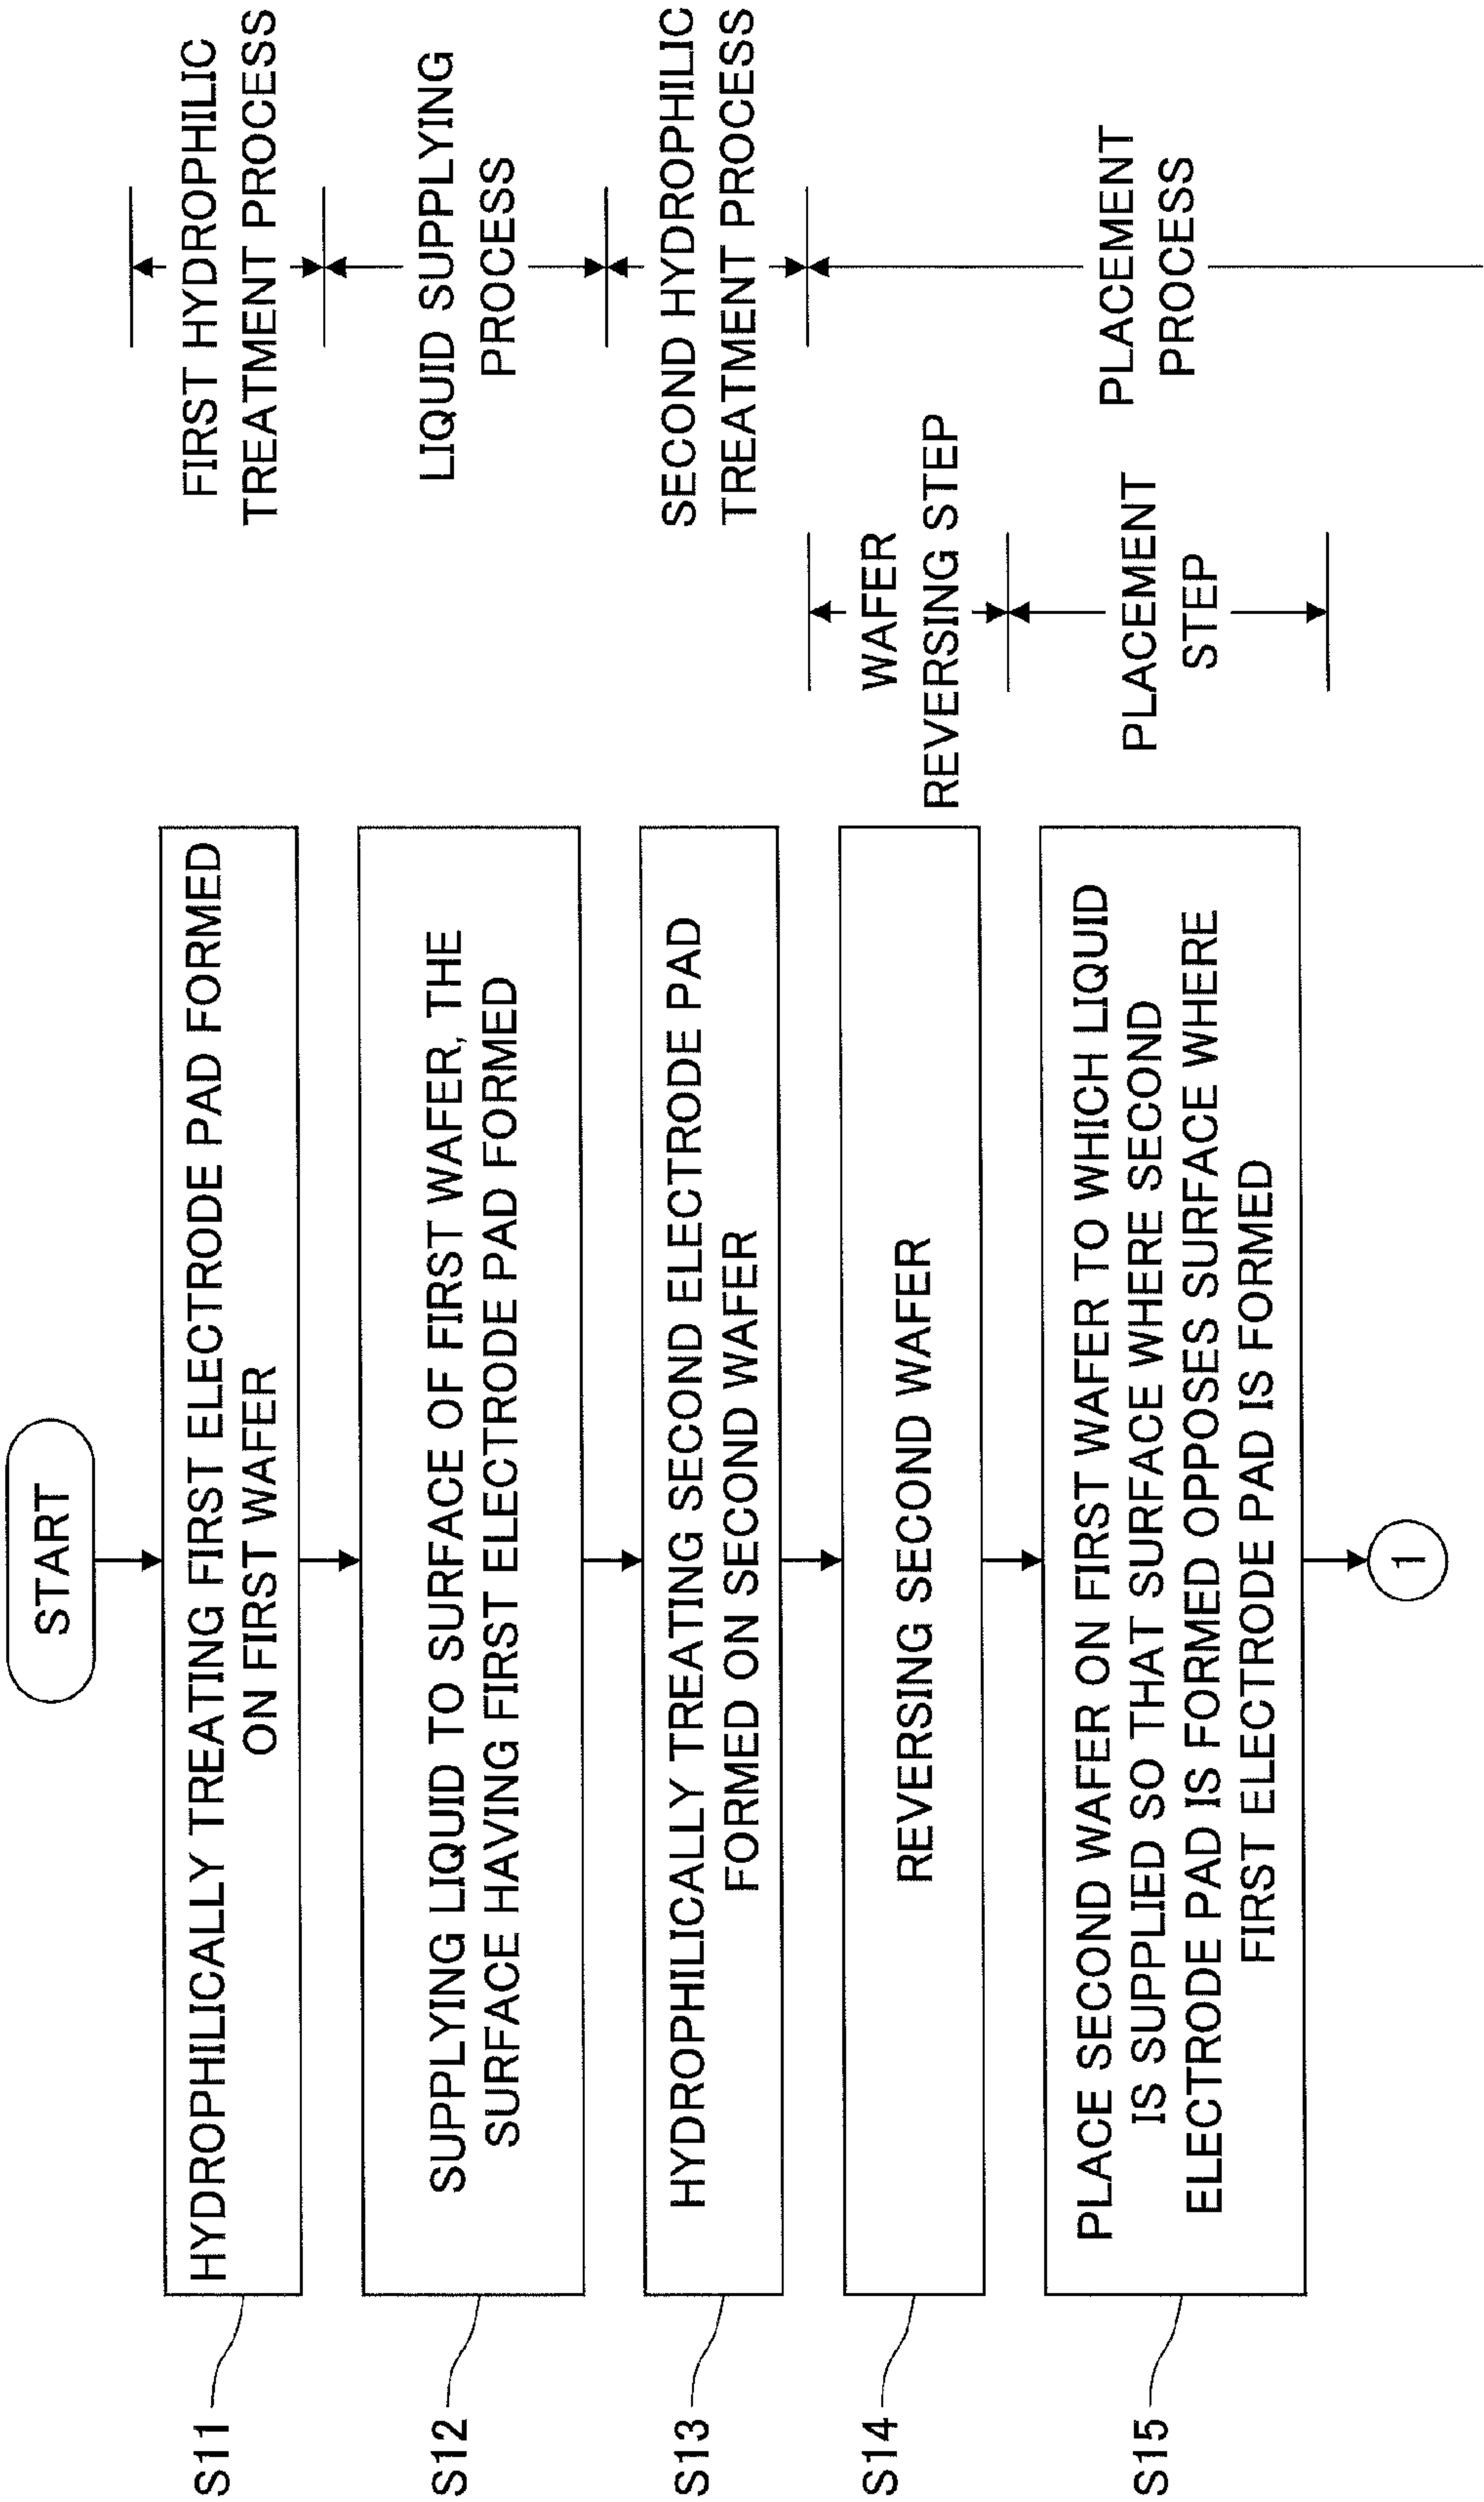 START
S11
HYDROPHILICALLY TREATING FIRST ELECTRODE PAD FORMED
ON FIRST WAFER
FIRST HYDROPHILIC
TREATMENT PROCESS
S12
SUPPLYING LIQUID TO SURFACE OF FIRST WAFER, THE
SURFACE HAVING FIRST ELECTRODE PAD FORMED
LIQUID SUPPLYING
PROCESS
S13
HYDROPHILICALLY TREATING SECOND ELECTRODE PAD
FORMED ON SECOND WAFER
SECOND HYDROPHILIC
TREATMENT PROCESS
S14
REVERSING SECOND WAFER
WAFER
REVERSING STEP
S15
PLACE SECOND WAFER ON FIRST WAFER TO WHICH LIQUID
IS SUPPLIED SO THAT SURFACE WHERE SECOND
ELECTRODE PAD IS FORMED OPPOSES SURFACE WHERE
FIRST ELECTRODE PAD IS FORMED
PLACEMENT
STEP
PLACEMENT
PROCESS
1